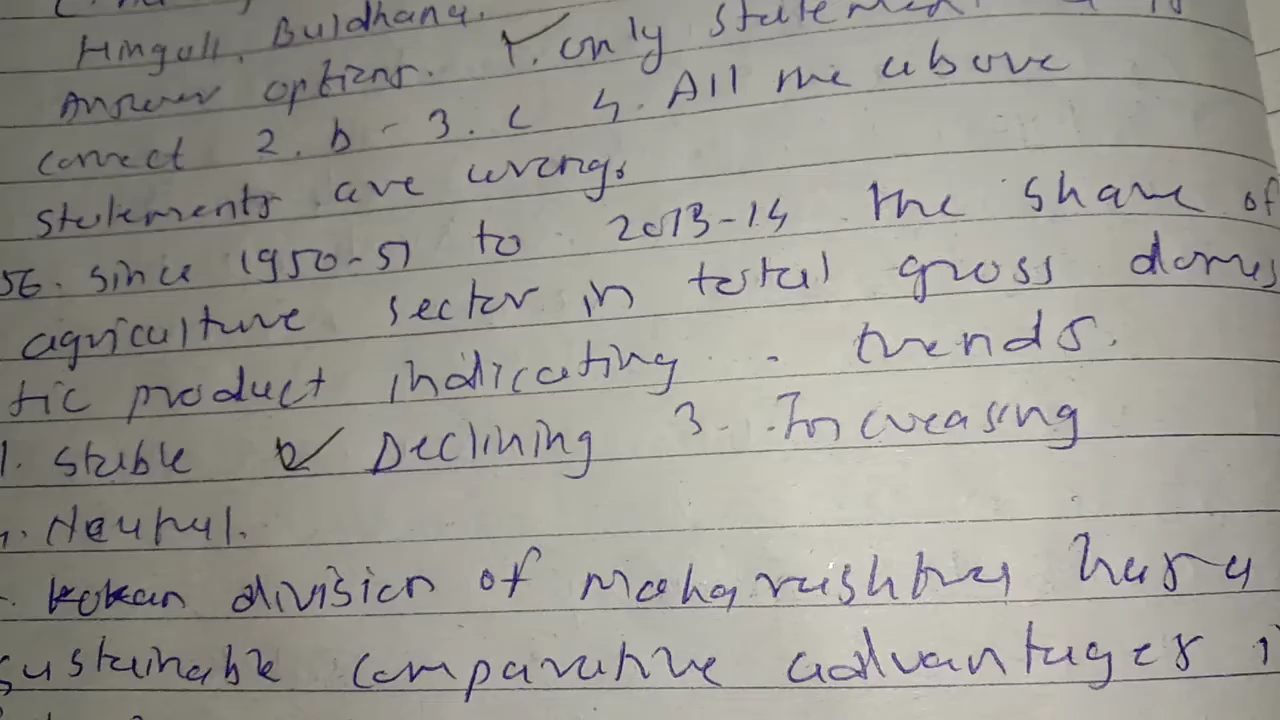 Hingoli, Buldhana.
Answer options. 1. only statement a is
correct 2. b - 3. c 4. All the above
statements are wrong.
56. Since 1950-51 to 2013-14 the share of
agriculture sector in total gross domes
tic product indicating - trends.
1. Stable 2 Declining 3. Increasing
4. Neutral.
Kokan division of Maharashtra has a
sustainable comparative advantages i